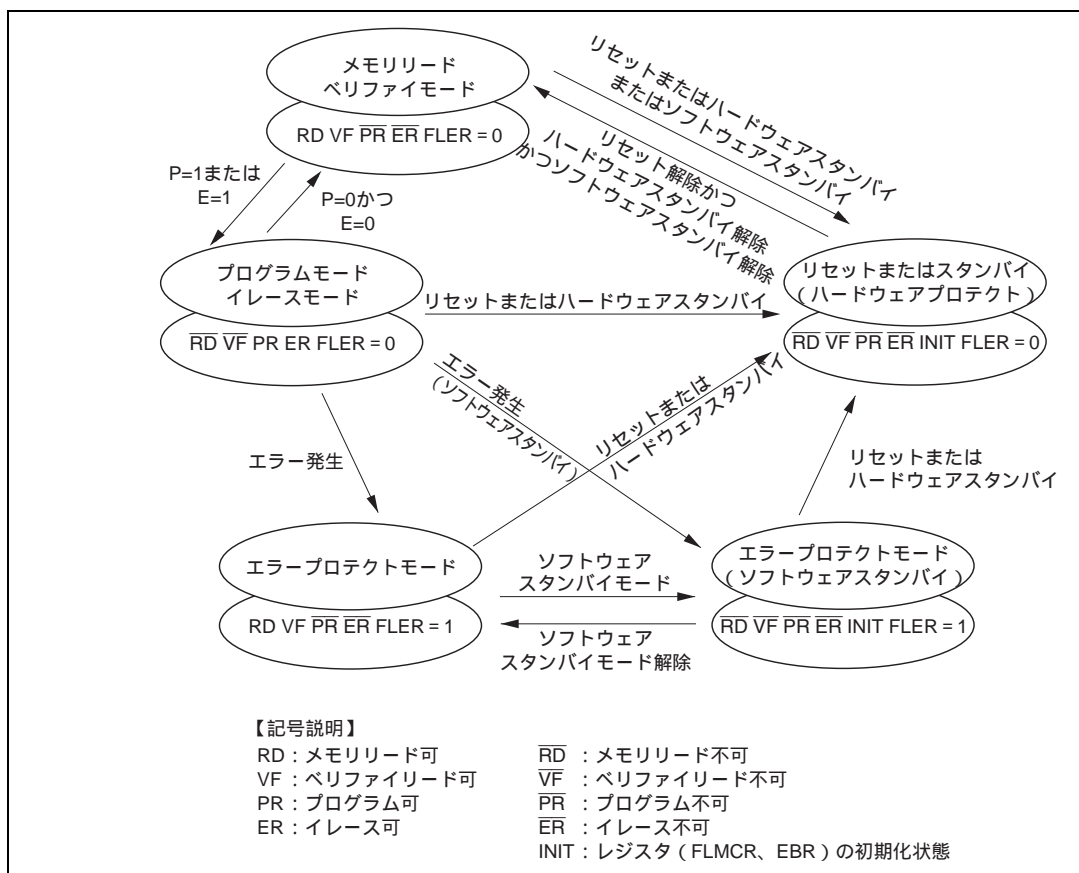 メモリリード
ベリファイモード
RD VF P̅R̅ E̅R̅ FLER = 0
リセットまたはハードウェアスタンバイ
またはソフトウェアスタンバイ
リセット解除かつ
ハードウェアスタンバイ解除
かつソフトウェアスタンバイ解除
P=1または
E=1
P=0かつ
E=0
プログラムモード
イレースモード
R̅D̅ V̅F̅ PR ER FLER = 0
リセットまたはハードウェアスタンバイ
リセットまたはスタンバイ
(ハードウェアプロテクト)
R̅D̅ V̅F̅ P̅R̅ E̅R̅ INIT FLER = 0
エラー発生
(ソフトウェアスタンバイ)
リセットまたは
ハードウェアスタンバイ
エラー発生
リセットまたは
ハードウェアスタンバイ
エラープロテクトモード
RD VF P̅R̅ E̅R̅ FLER = 1
ソフトウェア
スタンバイモード
ソフトウェア
スタンバイモード解除
エラープロテクトモード
(ソフトウェアスタンバイ)
R̅D̅ V̅F̅ P̅R̅ E̅R̅ INIT FLER = 1
【記号説明】
RD:メモリリード可 R̅D̅:メモリリード不可
VF:ベリファイリード可 V̅F̅:ベリファイリード不可
PR:プログラム可 P̅R̅:プログラム不可
ER:イレース可 E̅R̅:イレース不可
INIT:レジスタ(FLMCR、EBR)の初期化状態